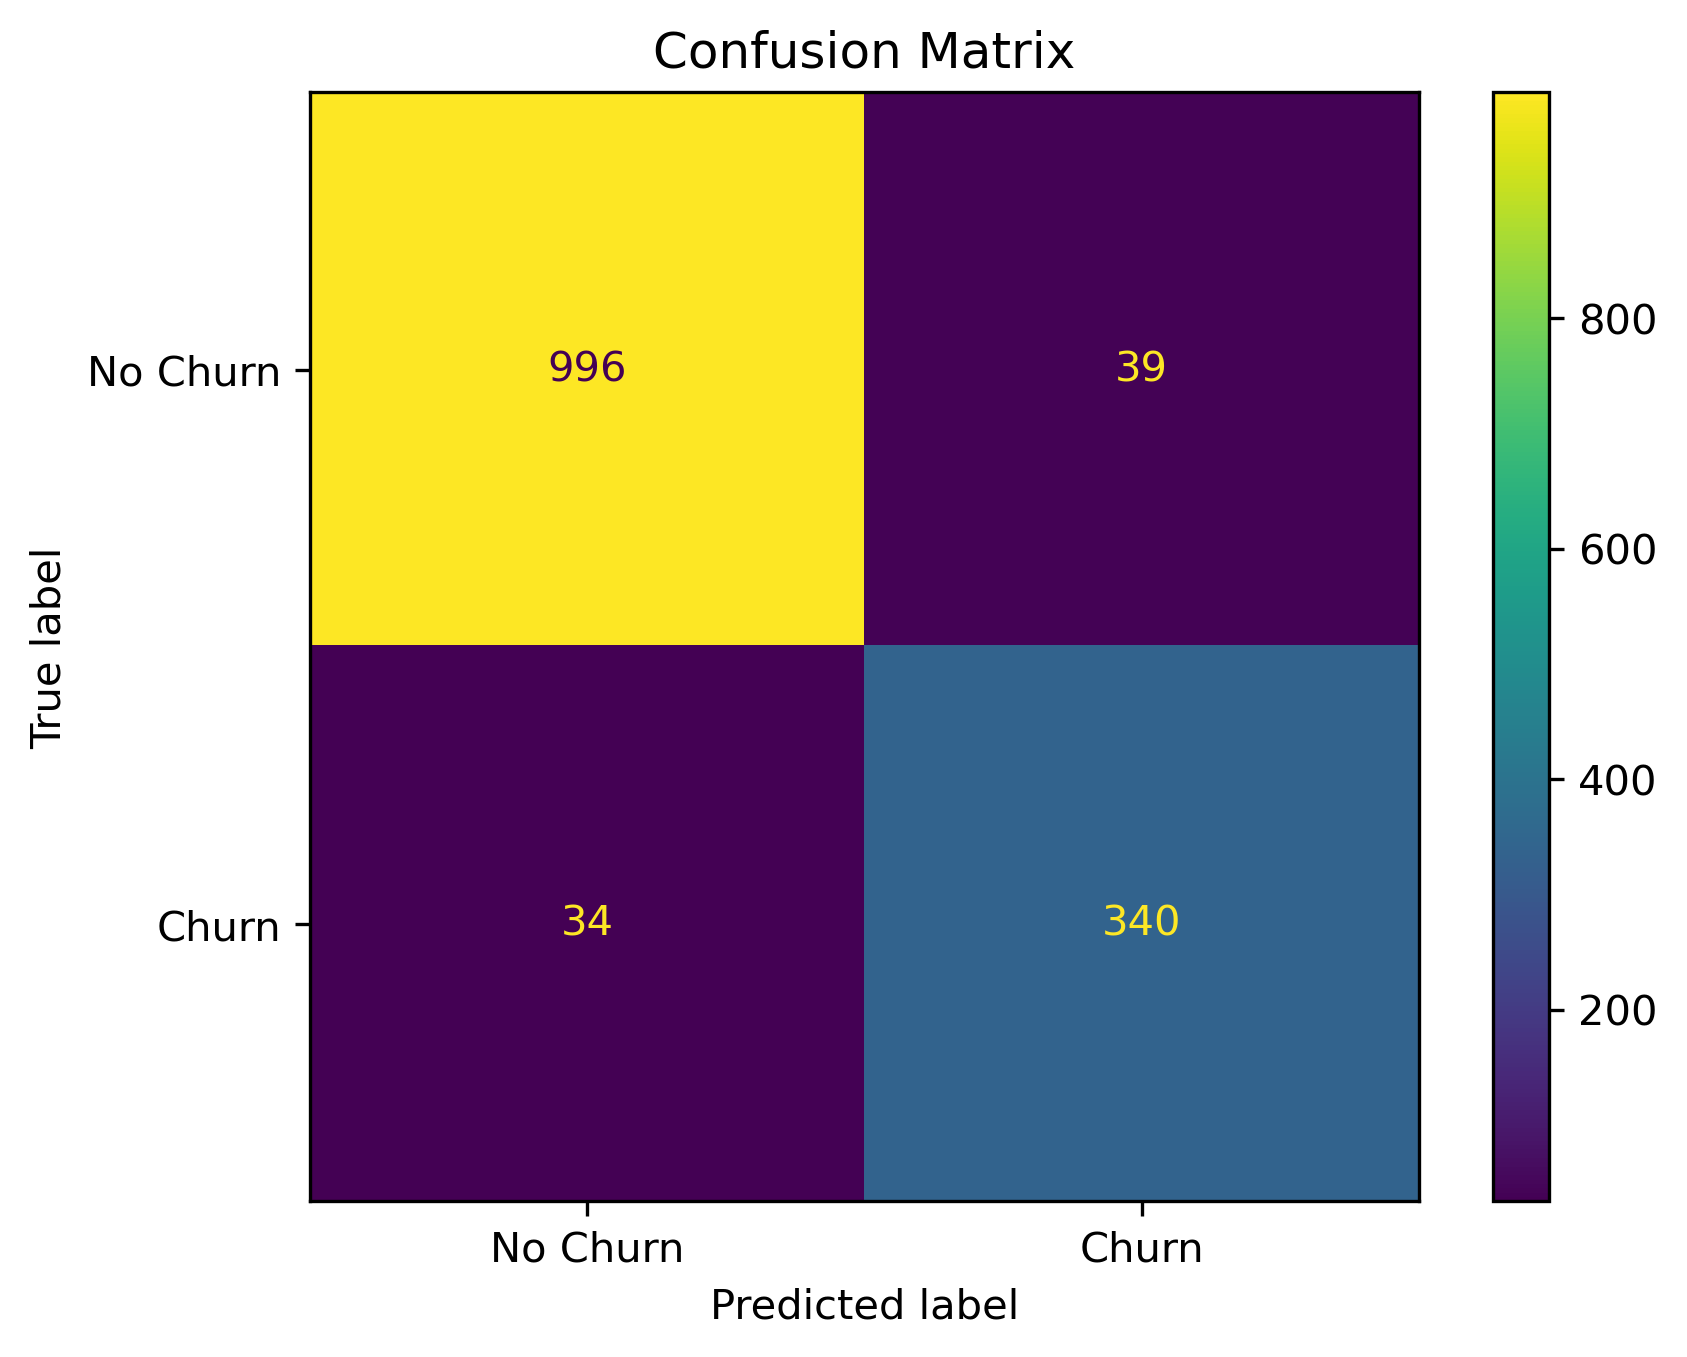 Confusion Matrix
True label
No Churn
Churn
996
39
34
340
No Churn
Churn
Predicted label
800
600
400
200